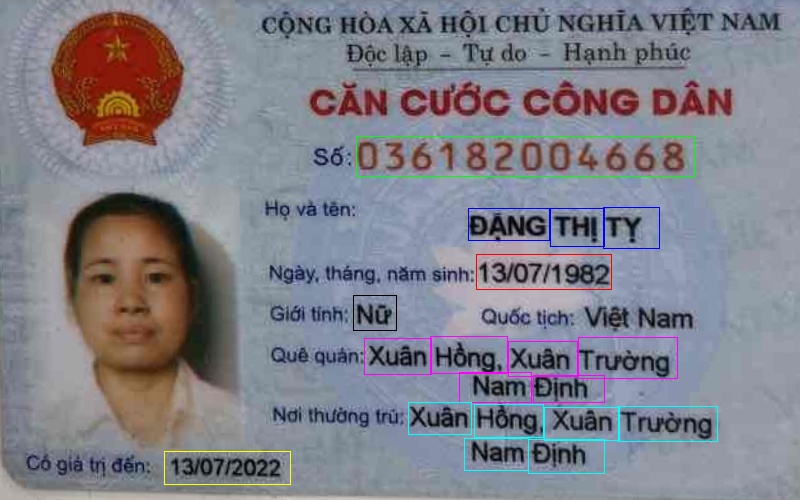 CỘNG HÒA XÃ HỘI CHỦ NGHĨA VIỆT NAM
Độc lập - Tự do - Hạnh phúc
CĂN CƯỚC CÔNG DÂN
Số: 036182004668
Họ và tên:
ĐẶNG THỊ TỴ
Ngày, tháng, năm sinh: 13/07/1982
Giới tính: Nữ Quốc tịch: Việt Nam
Quê quán: Xuân Hồng, Xuân Trường
Nam Định
Nơi thường trú: Xuân Hồng, Xuân Trường
Nam Định
Có giá trị đến: 13/07/2022